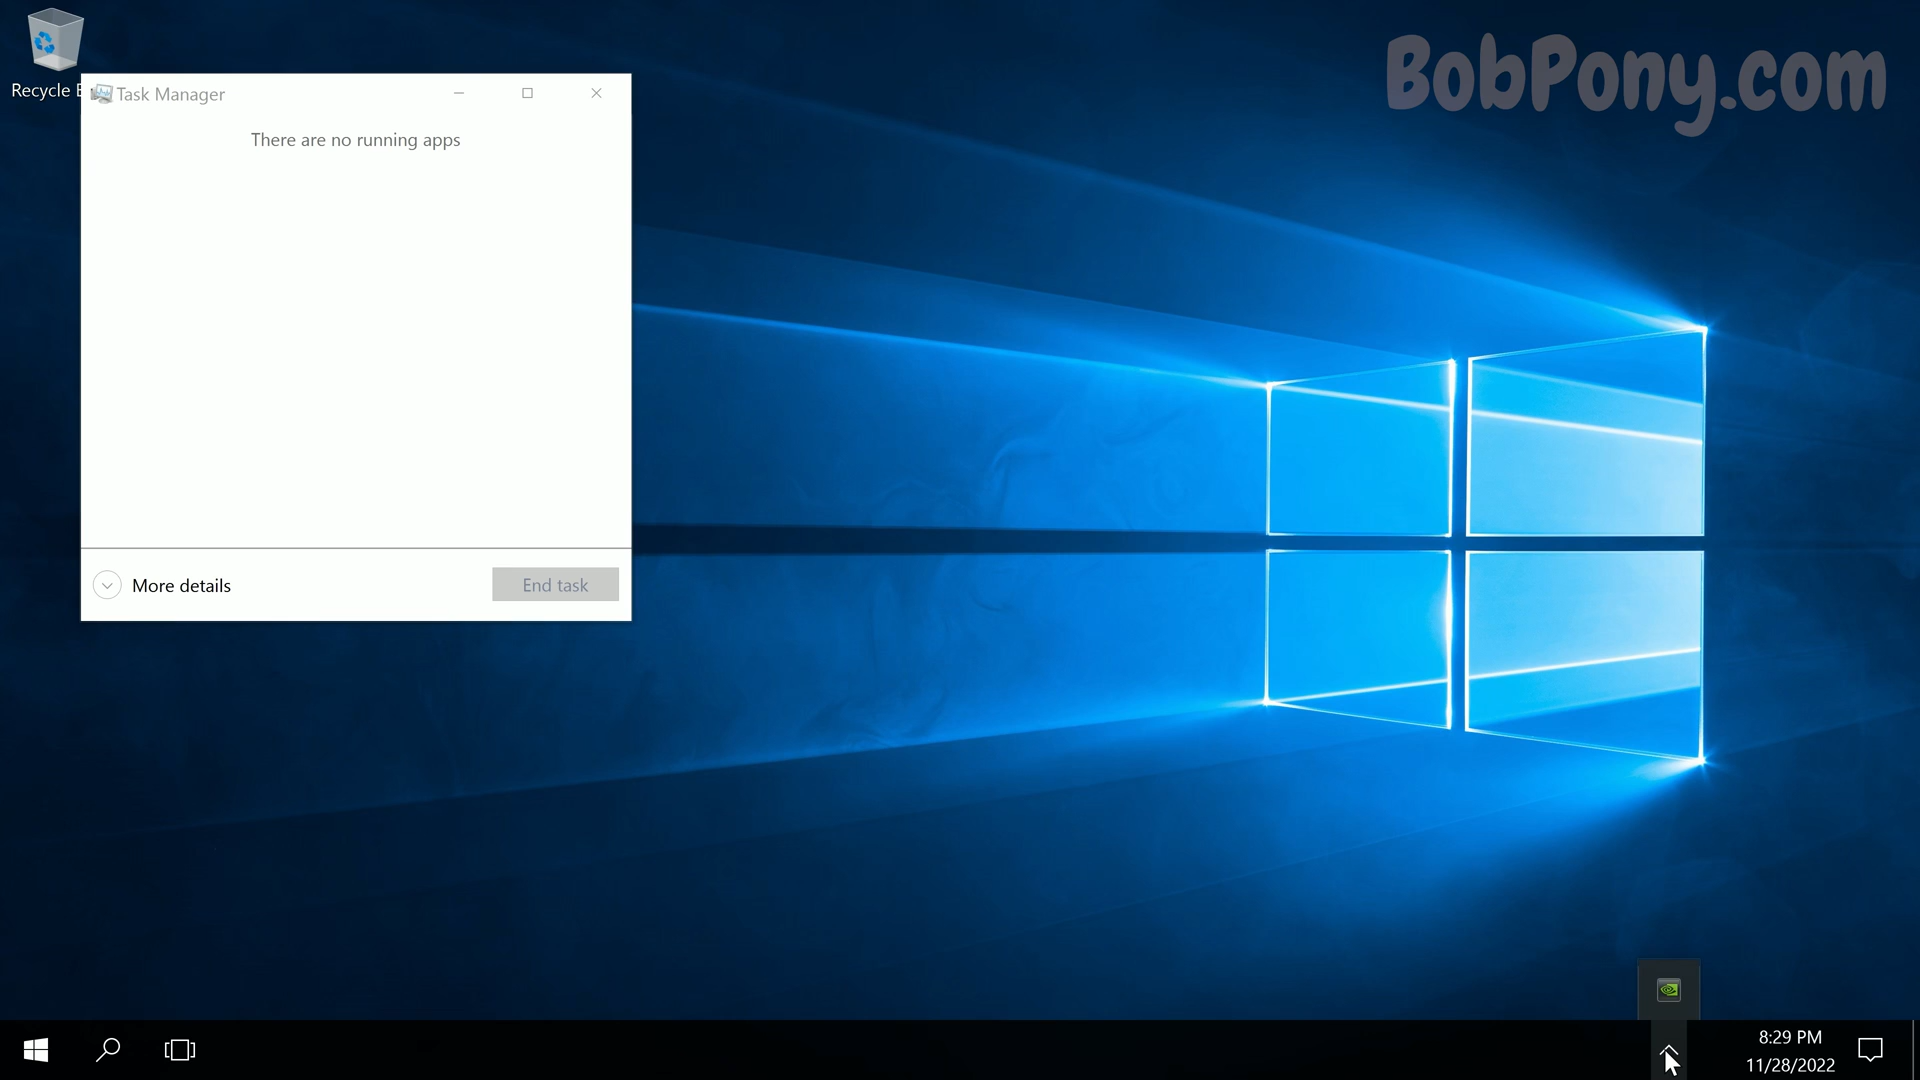 BobPony.com
Recycle B
Task Manager
There are no running apps
More details
End task
8:29 PM
11/28/2022